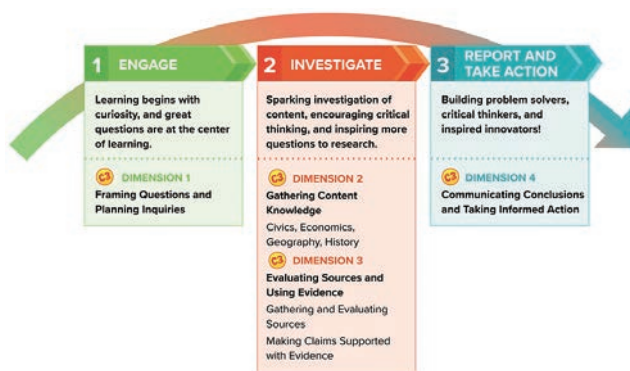 1 ENGAGE
Learning begins with
curiosity, and great
questions are at the center
of learning.
C3 DIMENSION 1
Framing Questions and
Planning Inquiries
2 INVESTIGATE
Sparking investigation of
content, encouraging critical
thinking, and inspiring more
questions to research.
C3 DIMENSION 2
Gathering Content
Knowledge
Civics, Economics,
Geography, History
C3 DIMENSION 3
Evaluating Sources and
Using Evidence
Gathering and Evaluating
Sources
Making Claims Supported
with Evidence
3 REPORT AND
TAKE ACTION
Building problem solvers,
critical thinkers, and
inspired innovators!
C3 DIMENSION 4
Communicating Conclusions
and Taking Informed Action